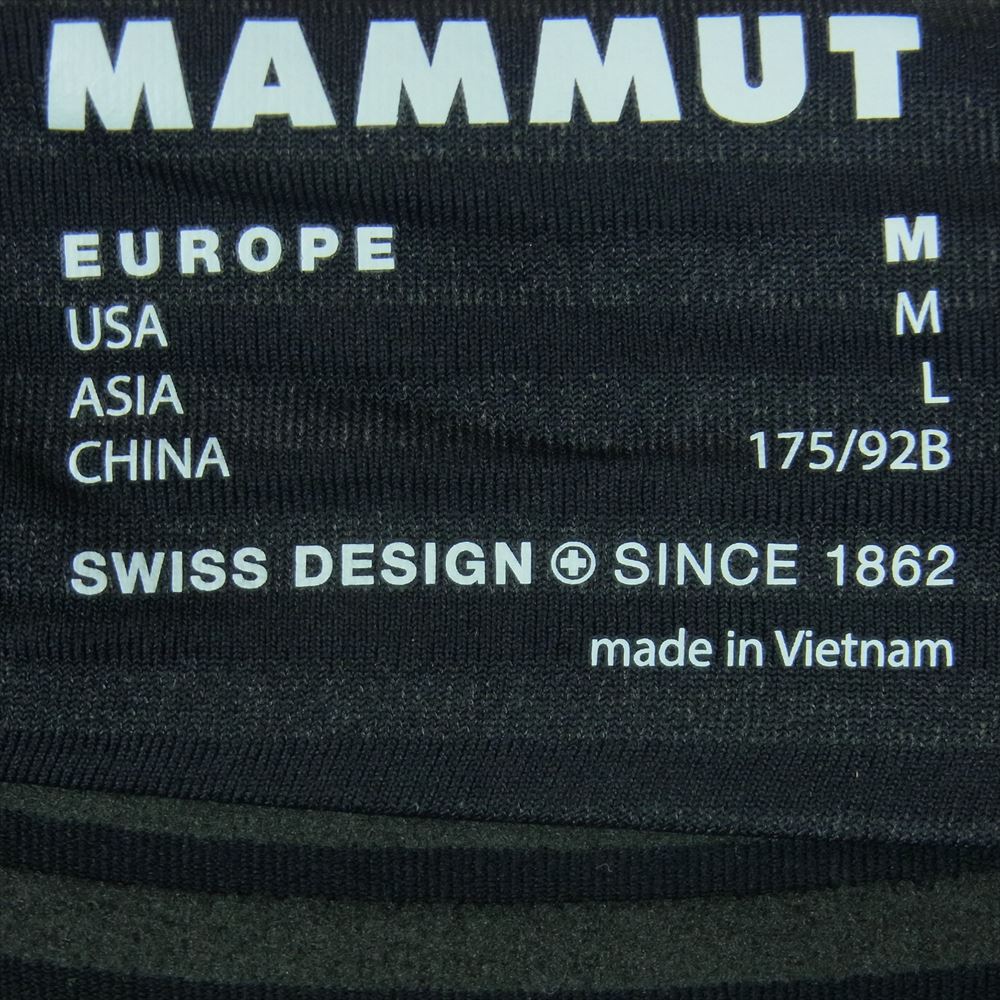 MAMMUT
EUROPE M
USA M
ASIA L
CHINA 175/92B
SWISS DESIGN SINCE 1862
made in Vietnam